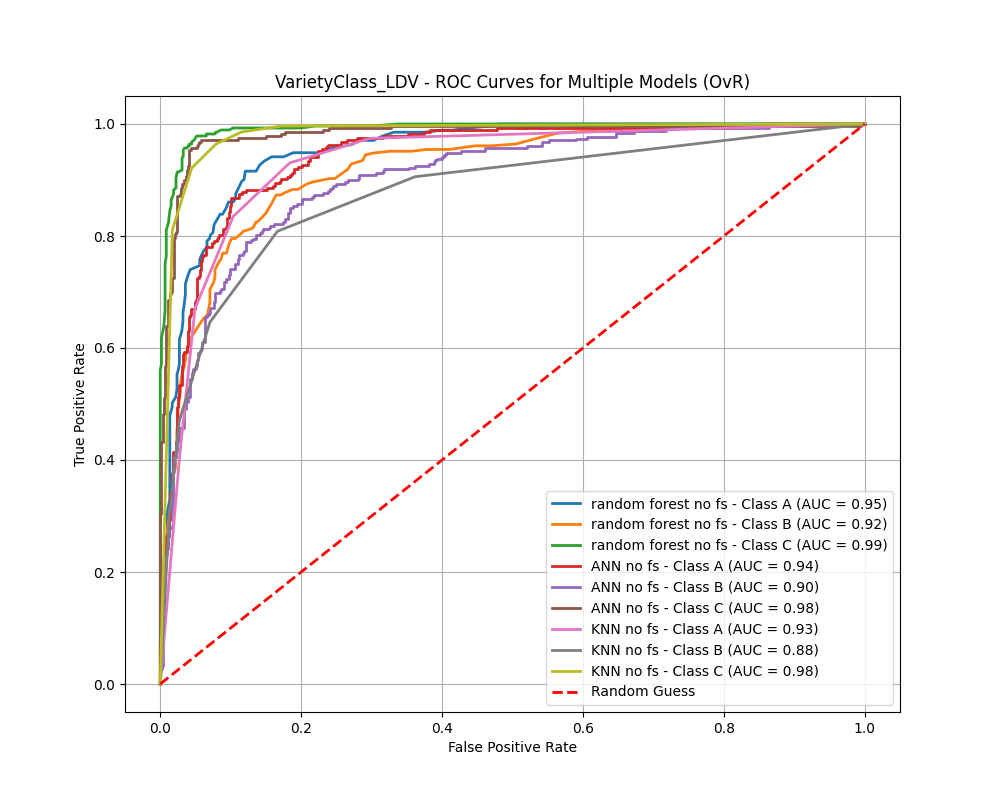 VarietyClass_LDV - ROC Curves for Multiple Models (OvR)
1.0
0.8
0.6
0.4
0.2
0.0
True Positive Rate
random forest no fs - Class A (AUC = 0.95)
random forest no fs - Class B (AUC = 0.92)
random forest no fs - Class C (AUC = 0.99)
ANN no fs - Class A (AUC = 0.94)
ANN no fs - Class B (AUC = 0.90)
ANN no fs - Class C (AUC = 0.98)
KNN no fs - Class A (AUC = 0.93)
KNN no fs - Class B (AUC = 0.88)
KNN no fs - Class C (AUC = 0.98)
Random Guess
0.0 0.2 0.4 0.6 0.8 1.0
False Positive Rate